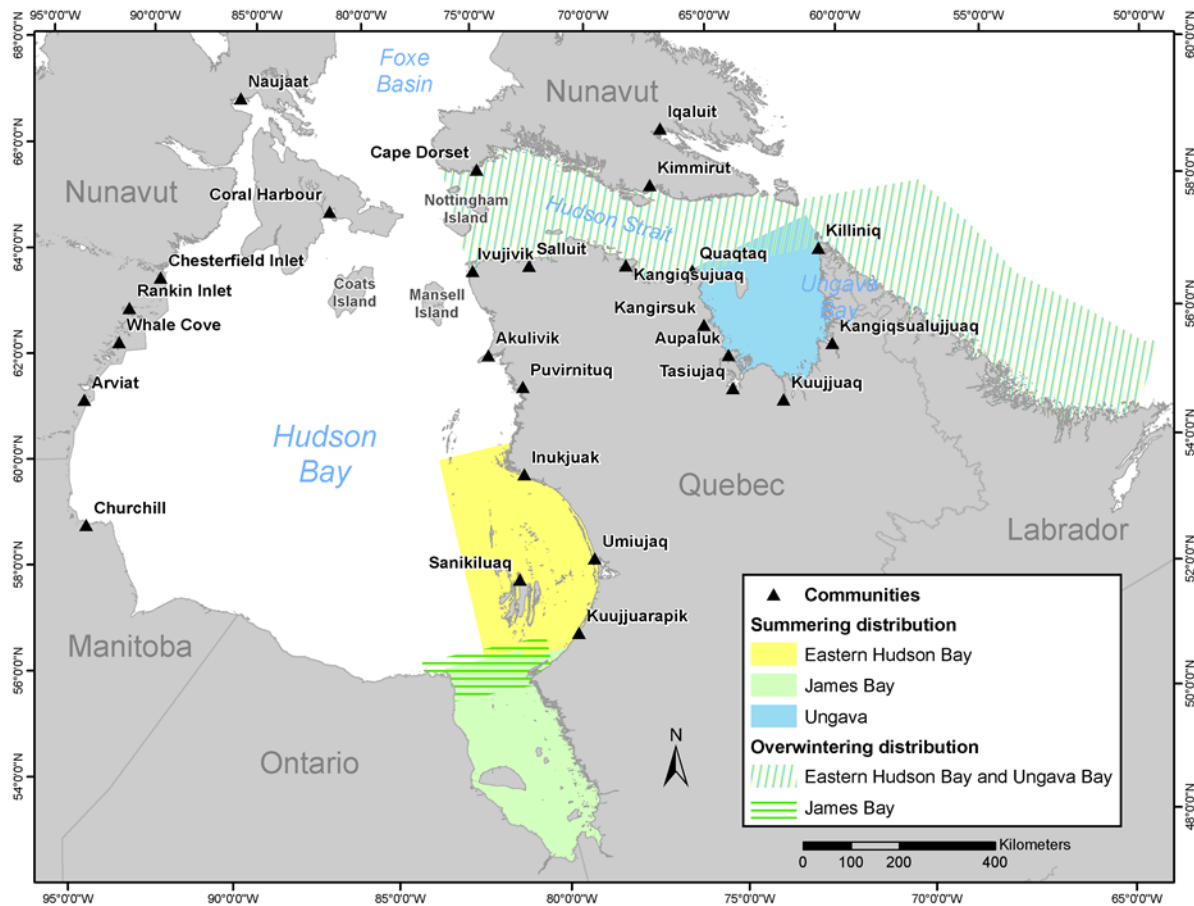 95°0'0"W 90°0'0"W 85°0'0"W 80°0'0"W 75°0'0"W 70°0'0"W 65°0'0"W 60°0'0"W 55°0'0"W 50°0'0"W
68°0'0"N
60°0'0"N
Foxe
Basin
Naujaat
Nunavut
Iqaluit
66°0'0"N
Cape Dorset
Kimmirut
58°0'0"N
Nunavut
Coral Harbour
Nottingham
Island
Hudson Strait
Killiniq
64°0'0"N
Chesterfield Inlet
Ivujivik
Salluit
Quaqtaq
Kangiqsujuaq
Rankin Inlet
Coats
Island
Mansell
Island
Ungava
Bay
56°0'0"N
Kangirsuk
Whale Cove
Kangiqsualujjuaq
62°0'0"N
Akulivik
Aupaluk
Puvirnituq
Tasiujaq
Kuujjuaq
Arviat
54°0'0"N
Hudson
Bay
60°0'0"N
Inukjuak
Quebec
Churchill
Labrador
Umiujaq
52°0'0"N
58°0'0"N
Sanikiluaq
Kuujjuarapik
Manitoba
56°0'0"N
50°0'0"N
Ontario
54°0'0"N
48°0'0"N
N
Communities
Summering distribution
Eastern Hudson Bay
James Bay
Ungava
Overwintering distribution
Eastern Hudson Bay and Ungava Bay
James Bay
Kilometers
0 100 200 400
95°0'0"W 90°0'0"W 85°0'0"W 80°0'0"W 75°0'0"W 70°0'0"W 65°0'0"W